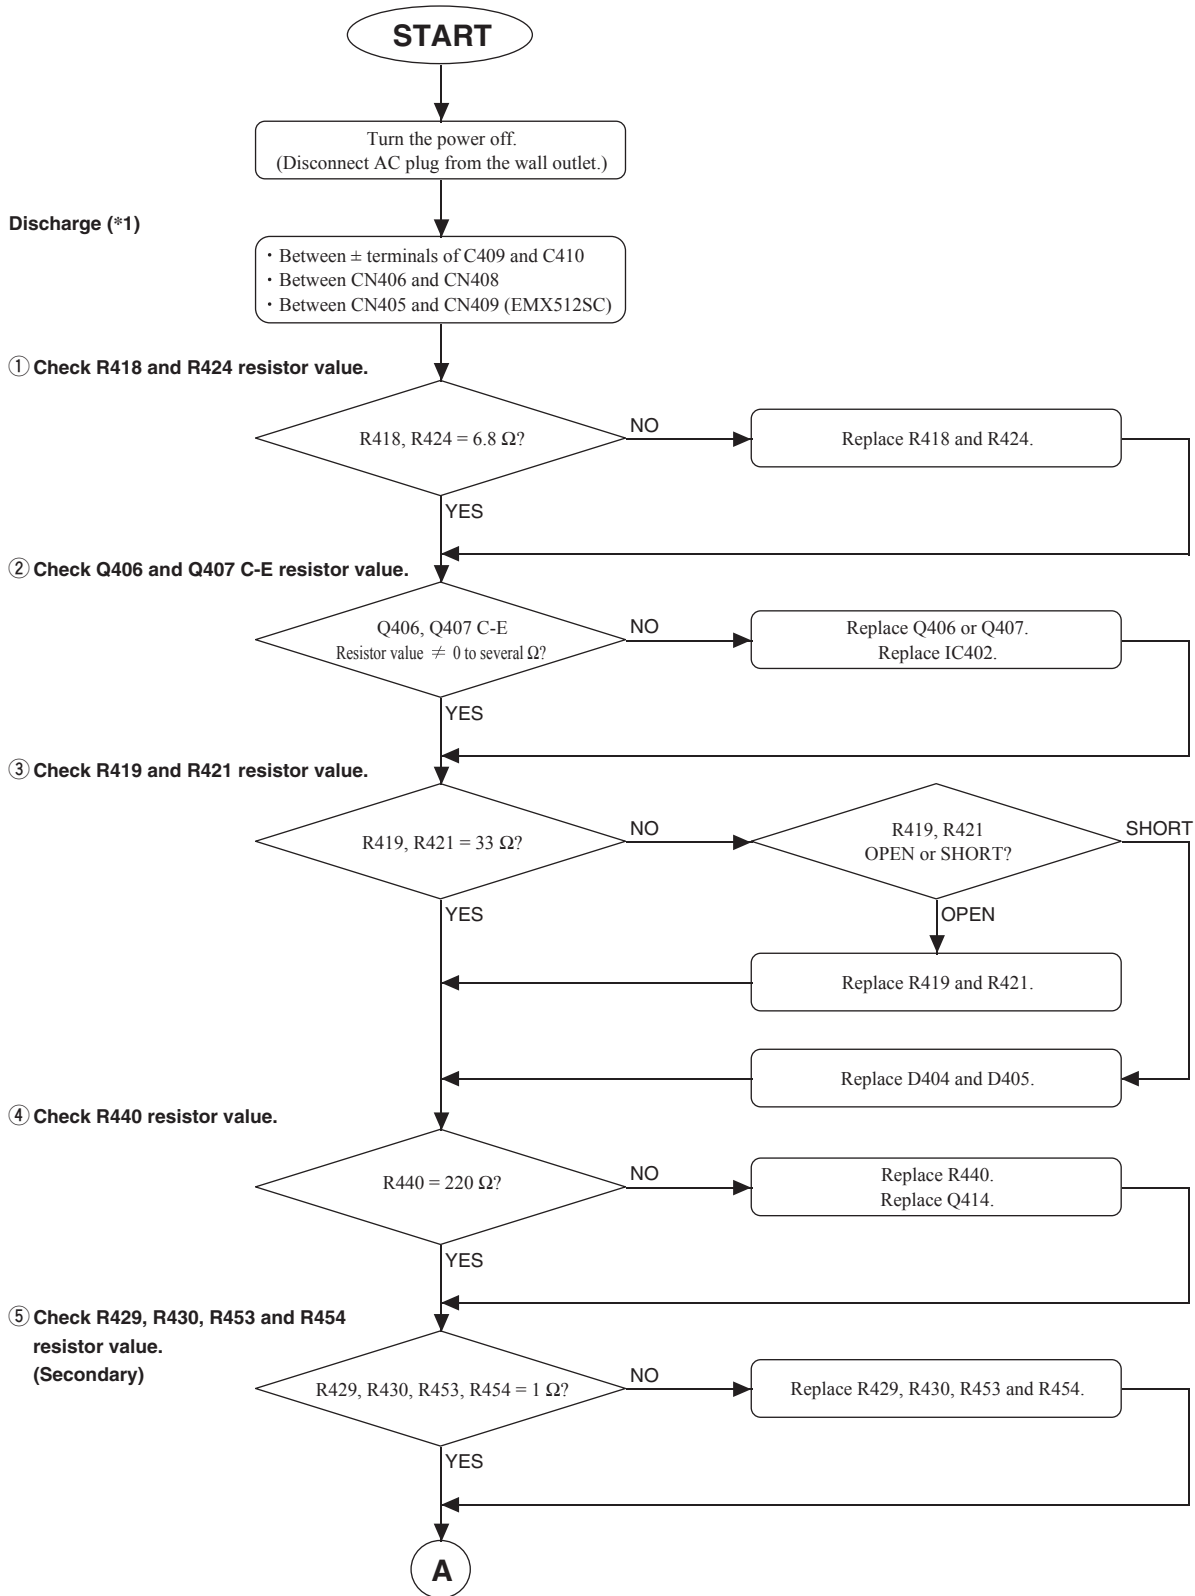 START
Turn the power off.
(Disconnect AC plug from the wall outlet.)
Discharge (*1)
・Between ± terminals of C409 and C410
・Between CN406 and CN408
・Between CN405 and CN409 (EMX512SC)
① Check R418 and R424 resistor value.
R418, R424 = 6.8 Ω?
NO
Replace R418 and R424.
YES
② Check Q406 and Q407 C-E resistor value.
Q406, Q407 C-E
Resistor value ≠ 0 to several Ω?
NO
Replace Q406 or Q407.
Replace IC402.
YES
③ Check R419 and R421 resistor value.
R419, R421 = 33 Ω?
NO
R419, R421
OPEN or SHORT?
SHORT
YES
OPEN
Replace R419 and R421.
Replace D404 and D405.
④ Check R440 resistor value.
R440 = 220 Ω?
NO
Replace R440.
Replace Q414.
YES
⑤ Check R429, R430, R453 and R454
resistor value.
(Secondary)
R429, R430, R453, R454 = 1 Ω?
NO
Replace R429, R430, R453 and R454.
YES
A